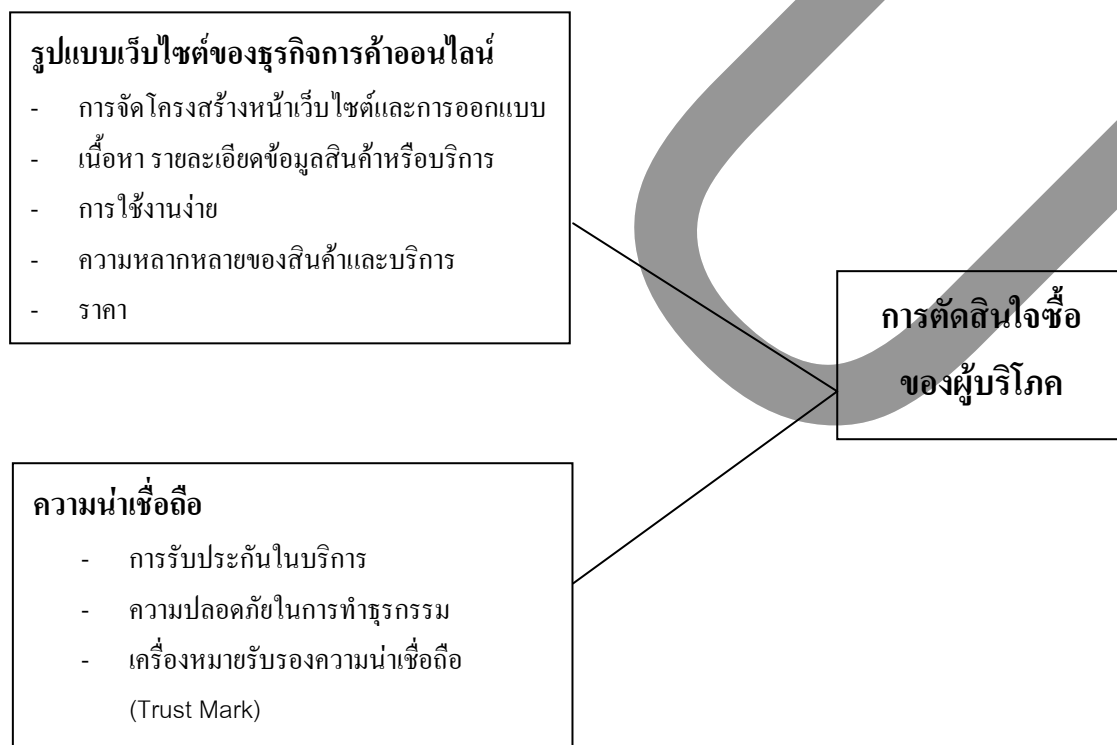 รูปแบบเว็บไซต์ของธุรกิจการค้าออนไลน์
- การจัดโครงสร้างหน้าเว็บไซต์และการออกแบบ
- เนื้อหา รายละเอียดข้อมูลสินค้าหรือบริการ
- การใช้งานง่าย
- ความหลากหลายของสินค้าและบริการ
- ราคา
การตัดสินใจซื้อ
ของผู้บริโภค
ความน่าเชื่อถือ
- การรับประกันในบริการ
- ความปลอดภัยในการทำธุรกรรม
- เครื่องหมายรับรองความน่าเชื่อถือ
(Trust Mark)